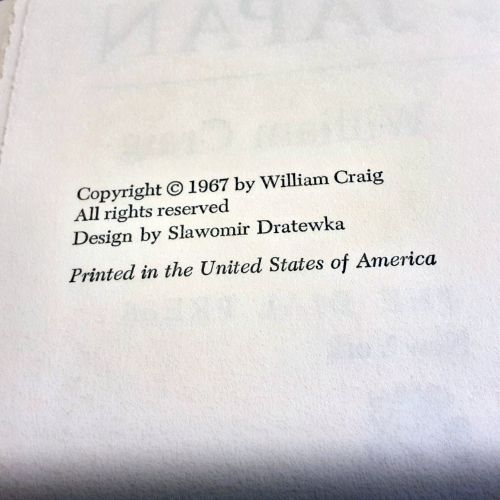 Copyright © 1967 by William Craig
All rights reserved
Design by Slawomir Dratewka
Printed in the United States of America